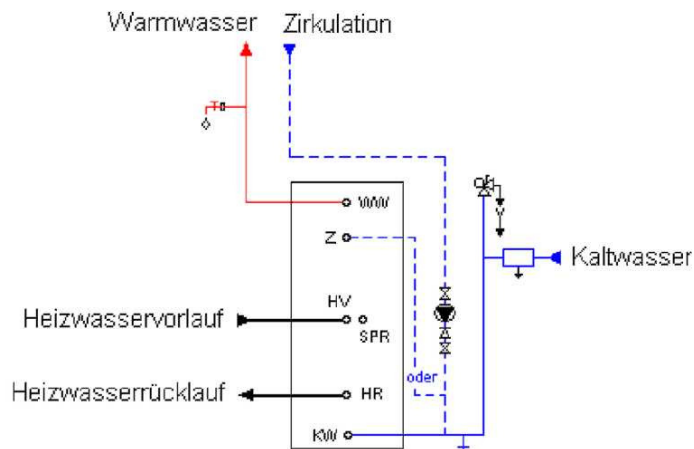 Warmwasser Zirkulation
WW
Z
Kaltwasser
HV
Heizwasservorlauf
SPR
oder
Heizwasserrücklauf
HR
KW